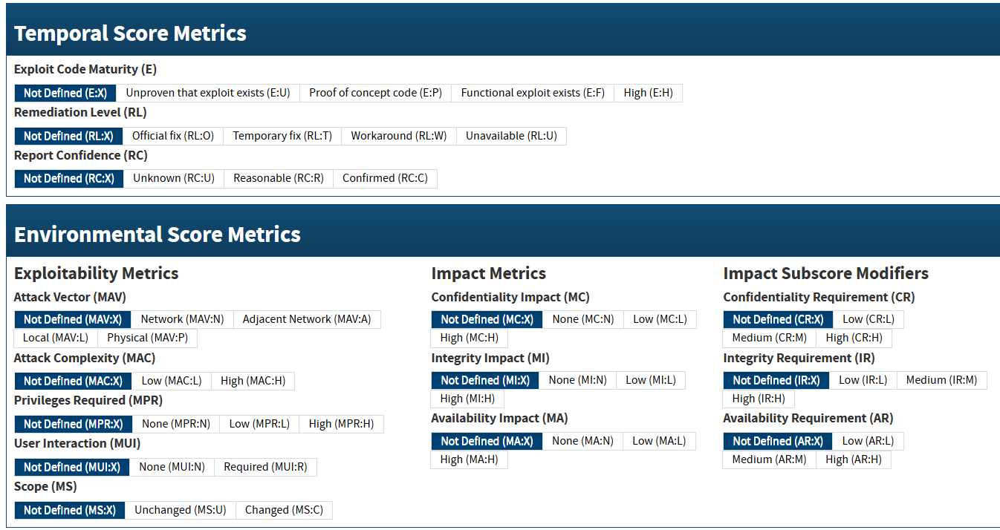 Temporal Score Metrics
Exploit Code Maturity (E)
Not Defined (E:X) Unproven that exploit exists (E:U) Proof of concept code (E:P) Functional exploit exists (E:F) High (E:H)
Remediation Level (RL)
Not Defined (RL:X) Official fix (RL:O) Temporary fix (RL:T) Workaround (RL:W) Unavailable (RL:U)
Report Confidence (RC)
Not Defined (RC:X) Unknown (RC:U) Reasonable (RC:R) Confirmed (RC:C)
Environmental Score Metrics
Exploitability Metrics
Attack Vector (MAV)
Not Defined (MAV:X) Network (MAV:N) Adjacent Network (MAV:A)
Local (MAV:L) Physical (MAV:P)
Attack Complexity (MAC)
Not Defined (MAC:X) Low (MAC:L) High (MAC:H)
Privileges Required (MPR)
Not Defined (MPR:X) None (MPR:N) Low (MPR:L) High (MPR:H)
User Interaction (MUI)
Not Defined (MUI:X) None (MUI:N) Required (MUI:R)
Scope (MS)
Not Defined (MS:X) Unchanged (MS:U) Changed (MS:C)
Impact Metrics
Confidentiality Impact (MC)
Not Defined (MC:X) None (MC:N) Low (MC:L)
High (MC:H)
Integrity Impact (MI)
Not Defined (MI:X) None (MI:N) Low (MI:L)
High (MI:H)
Availability Impact (MA)
Not Defined (MA:X) None (MA:N) Low (MA:L)
High (MA:H)
Impact Subscore Modifiers
Confidentiality Requirement (CR)
Not Defined (CR:X) Low (CR:L)
Medium (CR:M) High (CR:H)
Integrity Requirement (IR)
Not Defined (IR:X) Low (IR:L) Medium (IR:M)
High (IR:H)
Availability Requirement (AR)
Not Defined (AR:X) Low (AR:L)
Medium (AR:M) High (AR:H)